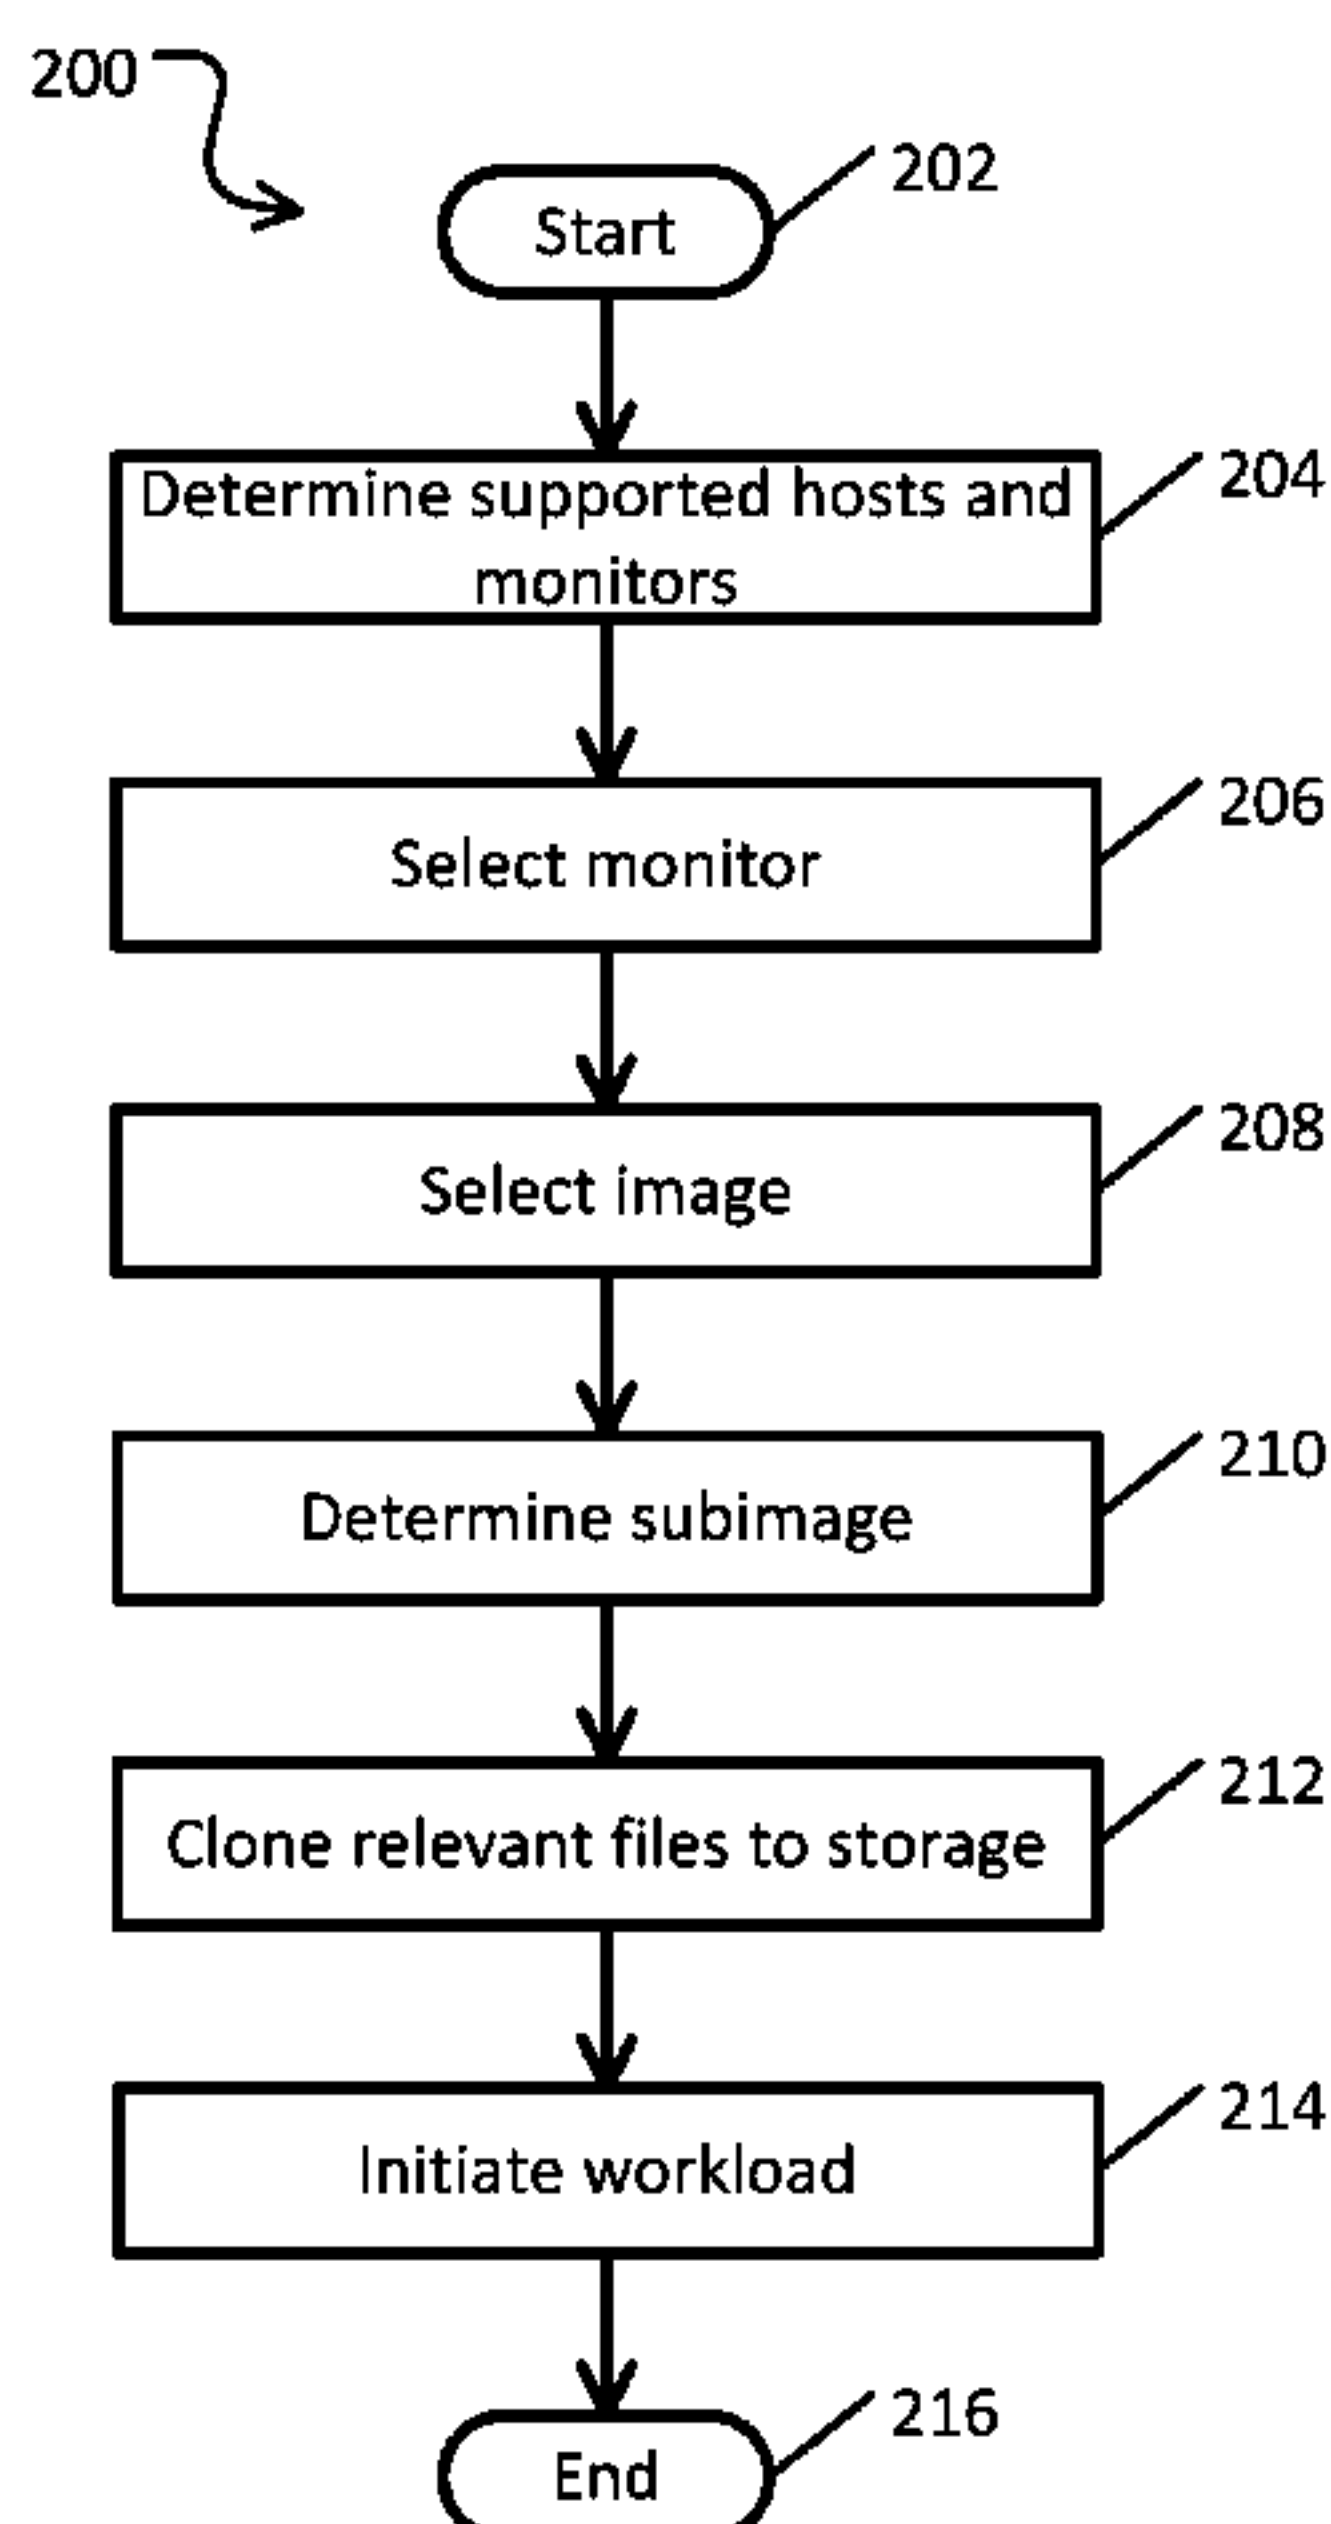 200
202
Start
204
Determine supported hosts and
monitors
206
Select monitor
208
Select image
210
Determine subimage
212
Clone relevant files to storage
214
Initiate workload
216
End